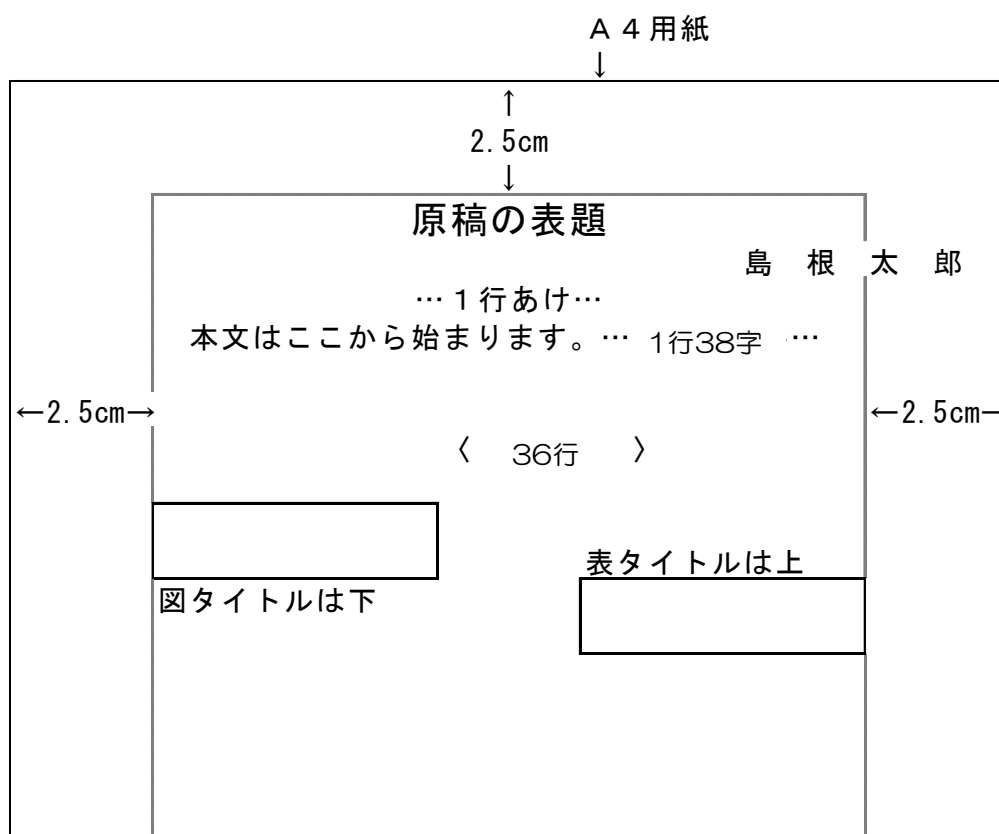 Ａ４用紙
↓
↑
2.5cm
↓
原稿の表題
島　根　太　郎
…１行あけ…
本文はここから始まります。… 1行38字 …
←2.5cm→ ←2.5cm→
〈　36行　〉
表タイトルは上
図タイトルは下